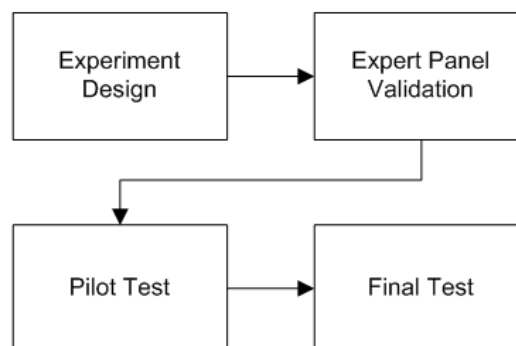 Experiment
Design
Expert Panel
Validation
Pilot Test
Final Test